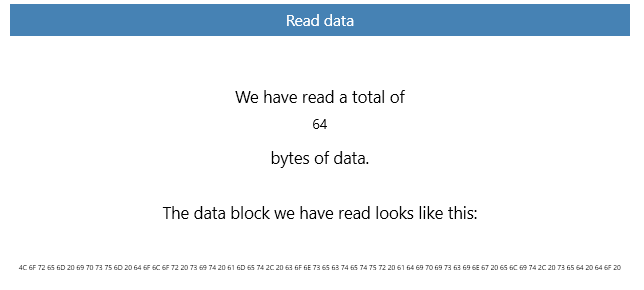 Read data
We have read a total of
64
bytes of data.
The data block we have read looks like this:
4C 6F 72 65 6D 20 69 70 73 75 6D 20 64 6F 6C 6F 72 20 73 69 74 20 61 6D 65 74 2C 20 63 6F 6E 73 65 63 74 65 74 75 72 20 61 64 69 70 69 73 63 69 6E 67 20 65 6C 69 74 2C 20 73 65 64 20 64 6F 20